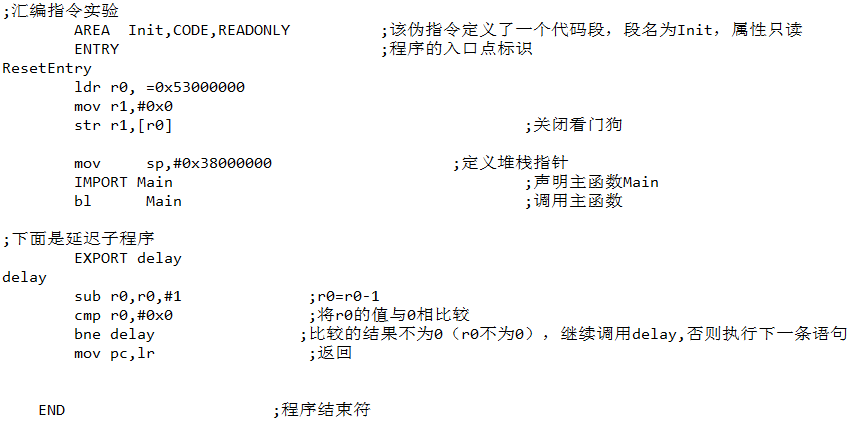 ;汇编指令实验
AREA Init,CODE,READONLY ;该伪指令定义了一个代码段，段名为Init，属性只读
ENTRY ;程序的入口点标识
ResetEntry
ldr r0, =0x53000000
mov r1,#0x0
str r1,[r0] ;关闭看门狗
mov sp,#0x38000000 ;定义堆栈指针
IMPORT Main ;声明主函数Main
bl Main ;调用主函数
;下面是延迟子程序
EXPORT delay
delay
sub r0,r0,#1 ;r0=r0-1
cmp r0,#0x0 ;将r0的值与0相比较
bne delay ;比较的结果不为0（r0不为0），继续调用delay,否则执行下一条语句
mov pc,lr ;返回
END ;程序结束符